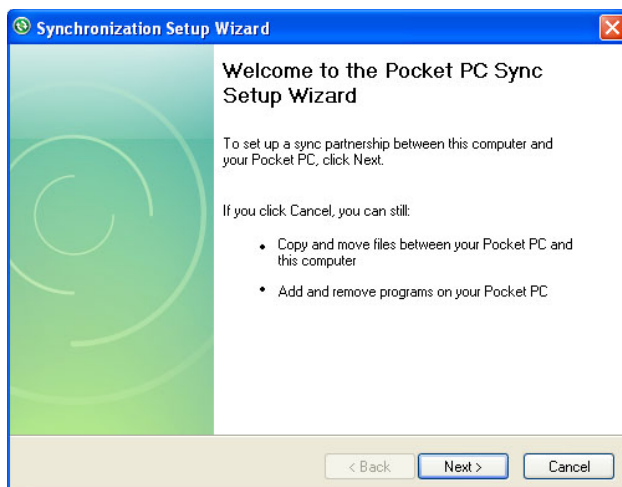 Synchronization Setup Wizard
Welcome to the Pocket PC Sync
Setup Wizard
To set up a sync partnership between this computer and
your Pocket PC, click Next.
If you click Cancel, you can still:
• Copy and move files between your Pocket PC and
this computer
• Add and remove programs on your Pocket PC
< Back Next > Cancel